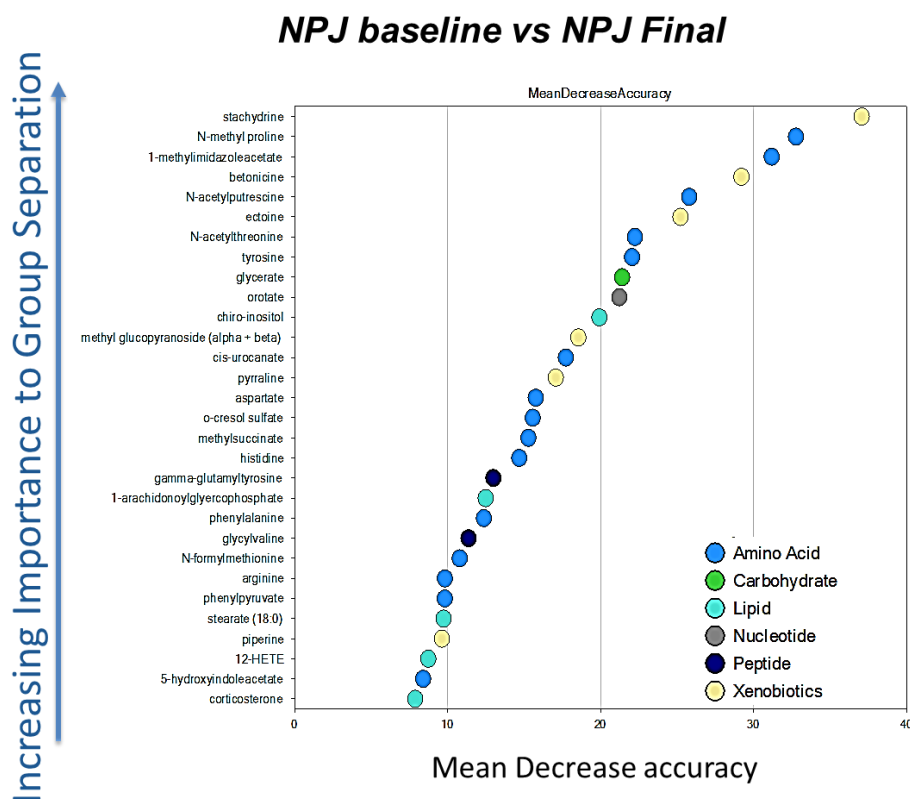 NPJ baseline vs NPJ Final
MeanDecreaseAccuracy
Increasing Importance to Group Separation
stachydrine
N-methyl proline
1-methylimidazoleacetate
betonicine
N-acetylputrescine
ectoine
N-acetylthreonine
tyrosine
glycerate
orotate
chiro-inositol
methyl glucopyranoside (alpha + beta)
cis-urocanate
pyrraline
aspartate
o-cresol sulfate
methylsuccinate
histidine
gamma-glutamyltyrosine
1-arachidonoylglyercophosphate
phenylalanine
glycylvaline
N-formylmethionine
arginine
phenylpyruvate
stearate (18:0)
piperine
12-HETE
5-hydroxyindoleacetate
corticosterone
Amino Acid
Carbohydrate
Lipid
Nucleotide
Peptide
Xenobiotics
0 10 20 30 40
Mean Decrease accuracy